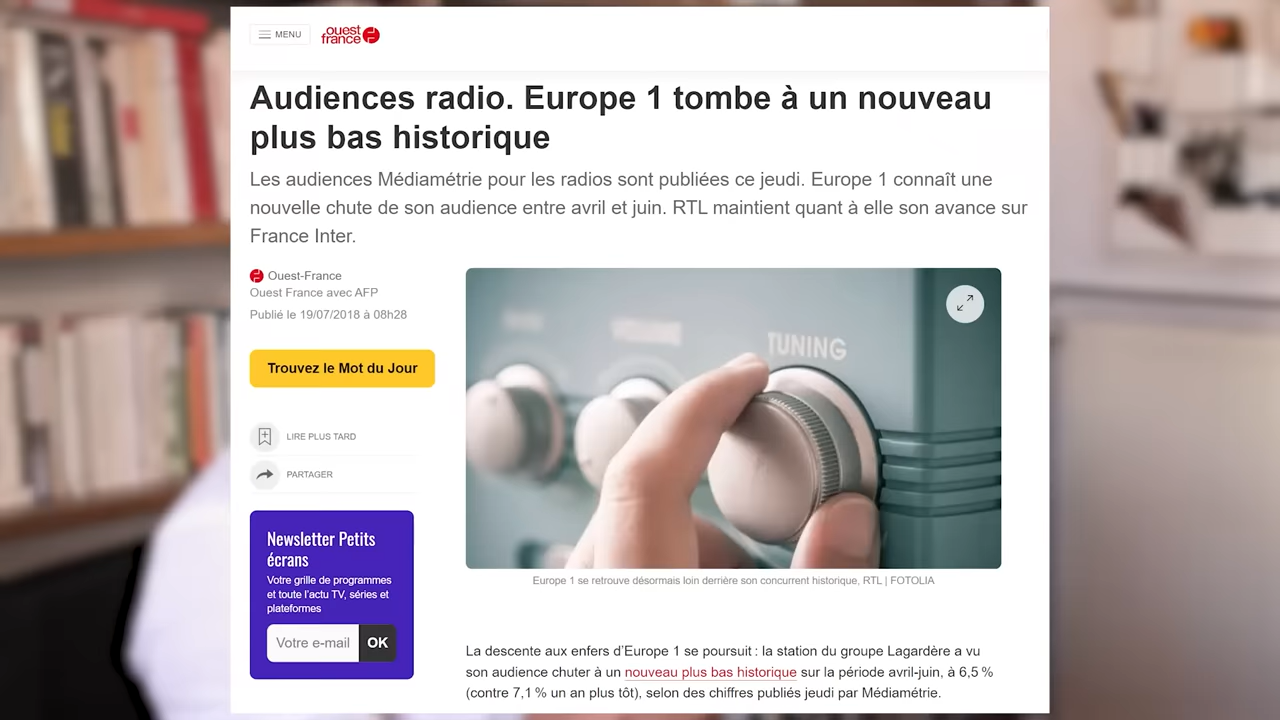 MENU
ouest
france
Audiences radio. Europe 1 tombe à un nouveau
plus bas historique
Les audiences Médiamétrie pour les radios sont publiées ce jeudi. Europe 1 connaît une
nouvelle chute de son audience entre avril et juin. RTL maintient quant à elle son avance sur
France Inter.
Ouest-France
Ouest France avec AFP
Publié le 19/07/2018 à 08h28
Trouvez le Mot du Jour
LIRE PLUS TARD
PARTAGER
Newsletter Petits
écrans
Votre grille de programmes
et toute l'actu TV, séries et
plateformes
Votre e-mail
OK
VOLUME
TUNING
Europe 1 se retrouve désormais loin derrière son concurrent historique, RTL | FOTOLIA
La descente aux enfers d'Europe 1 se poursuit : la station du groupe Lagardère a vu
son audience chuter à un nouveau plus bas historique sur la période avril-juin, à 6,5 %
(contre 7,1 % un an plus tôt), selon des chiffres publiés jeudi par Médiamétrie.